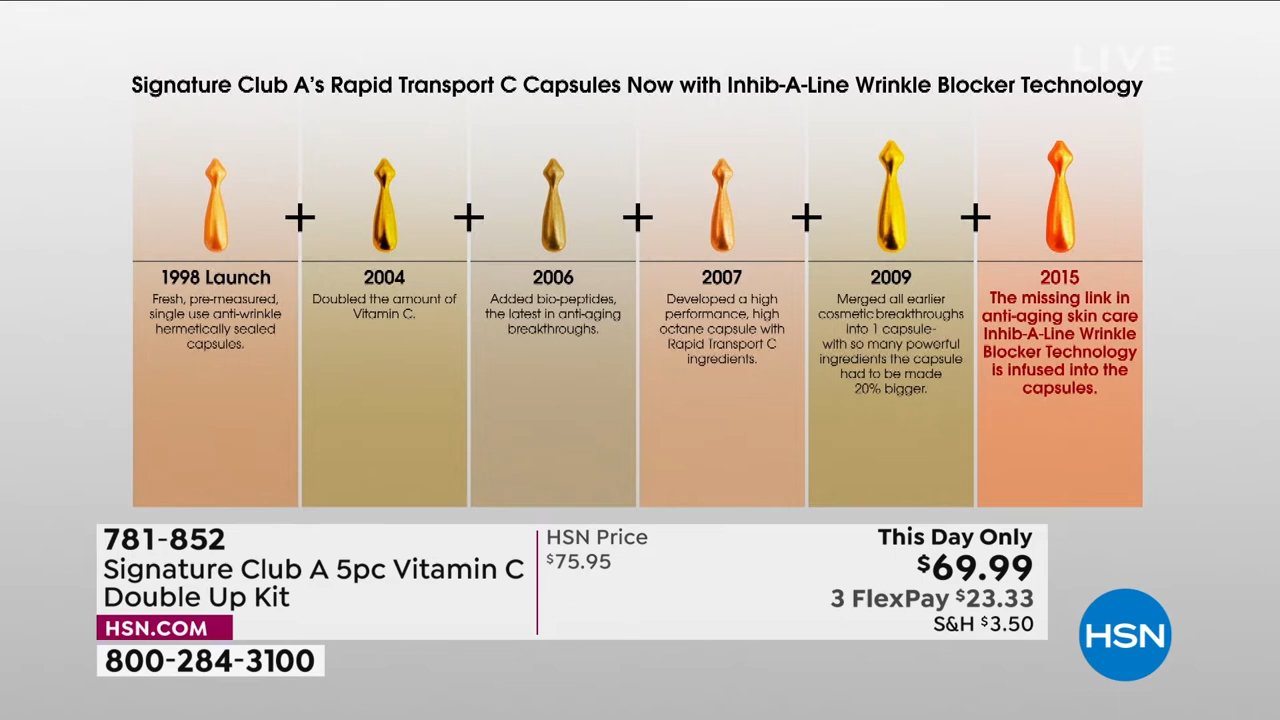 LIVE
Signature Club A's Rapid Transport C Capsules Now with Inhib-A-Line Wrinkle Blocker Technology
+ + + + +
1998 Launch
Fresh, pre-measured,
single use anti-wrinkle
hermetically sealed
capsules.
2004
Doubled the amount of
Vitamin C.
2006
Added bio-peptides,
the latest in anti-aging
breakthroughs.
2007
Developed a high
performance, high
octane capsule with
Rapid Transport C
ingredients.
2009
Merged all earlier
cosmetic breakthroughs
into 1 capsule-
with so many powerful
ingredients the capsule
had to be made
20% bigger.
2015
The missing link in
anti-aging skin care
Inhib-A-Line Wrinkle
Blocker Technology
is infused into the
capsules.
781-852
Signature Club A 5pc Vitamin C
Double Up Kit
HSN.COM
800-284-3100
HSN Price
$75.95
This Day Only
$69.99
3 FlexPay $23.33
S&H $3.50
HSN